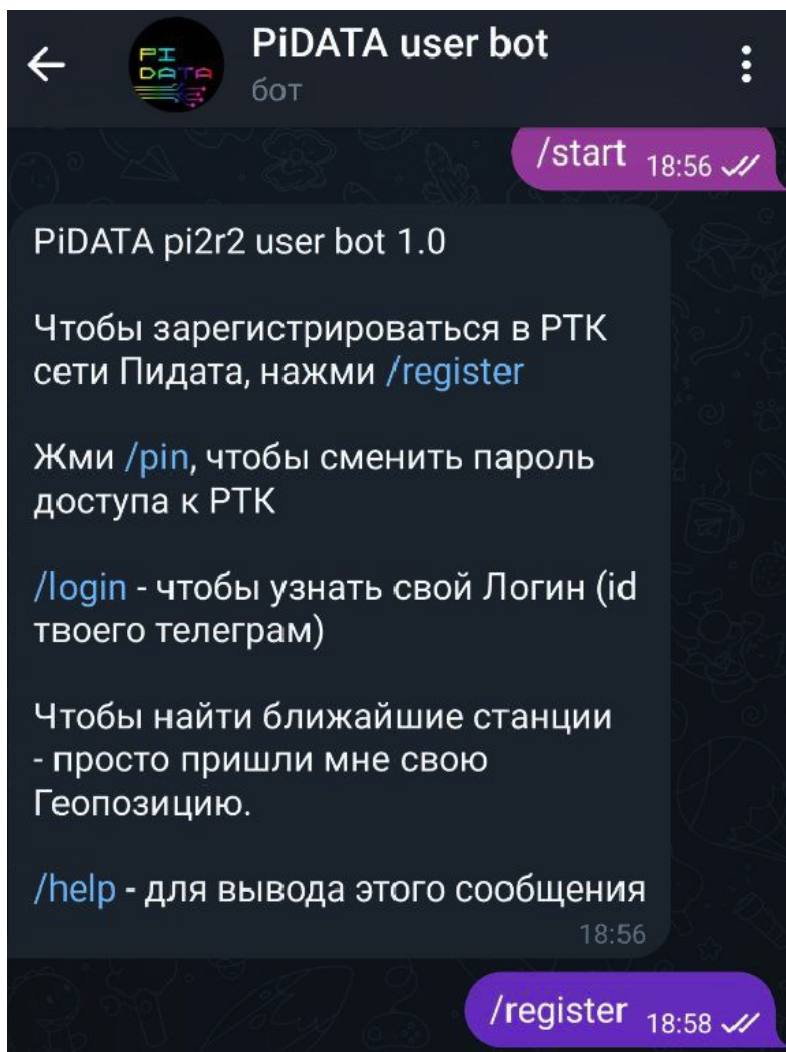 PiDATA user bot
PI
DATA
бот
/start 18:56
PiDATA pi2r2 user bot 1.0
Чтобы зарегистрироваться в РТК
сети Пидата, нажми /register
Жми /pin, чтобы сменить пароль
доступа к РТК
/login - чтобы узнать свой Логин (id
твоего телеграм)
Чтобы найти ближайшие станции
- просто пришли мне свою
Геопозицию.
/help - для вывода этого сообщения
18:56
/register 18:58